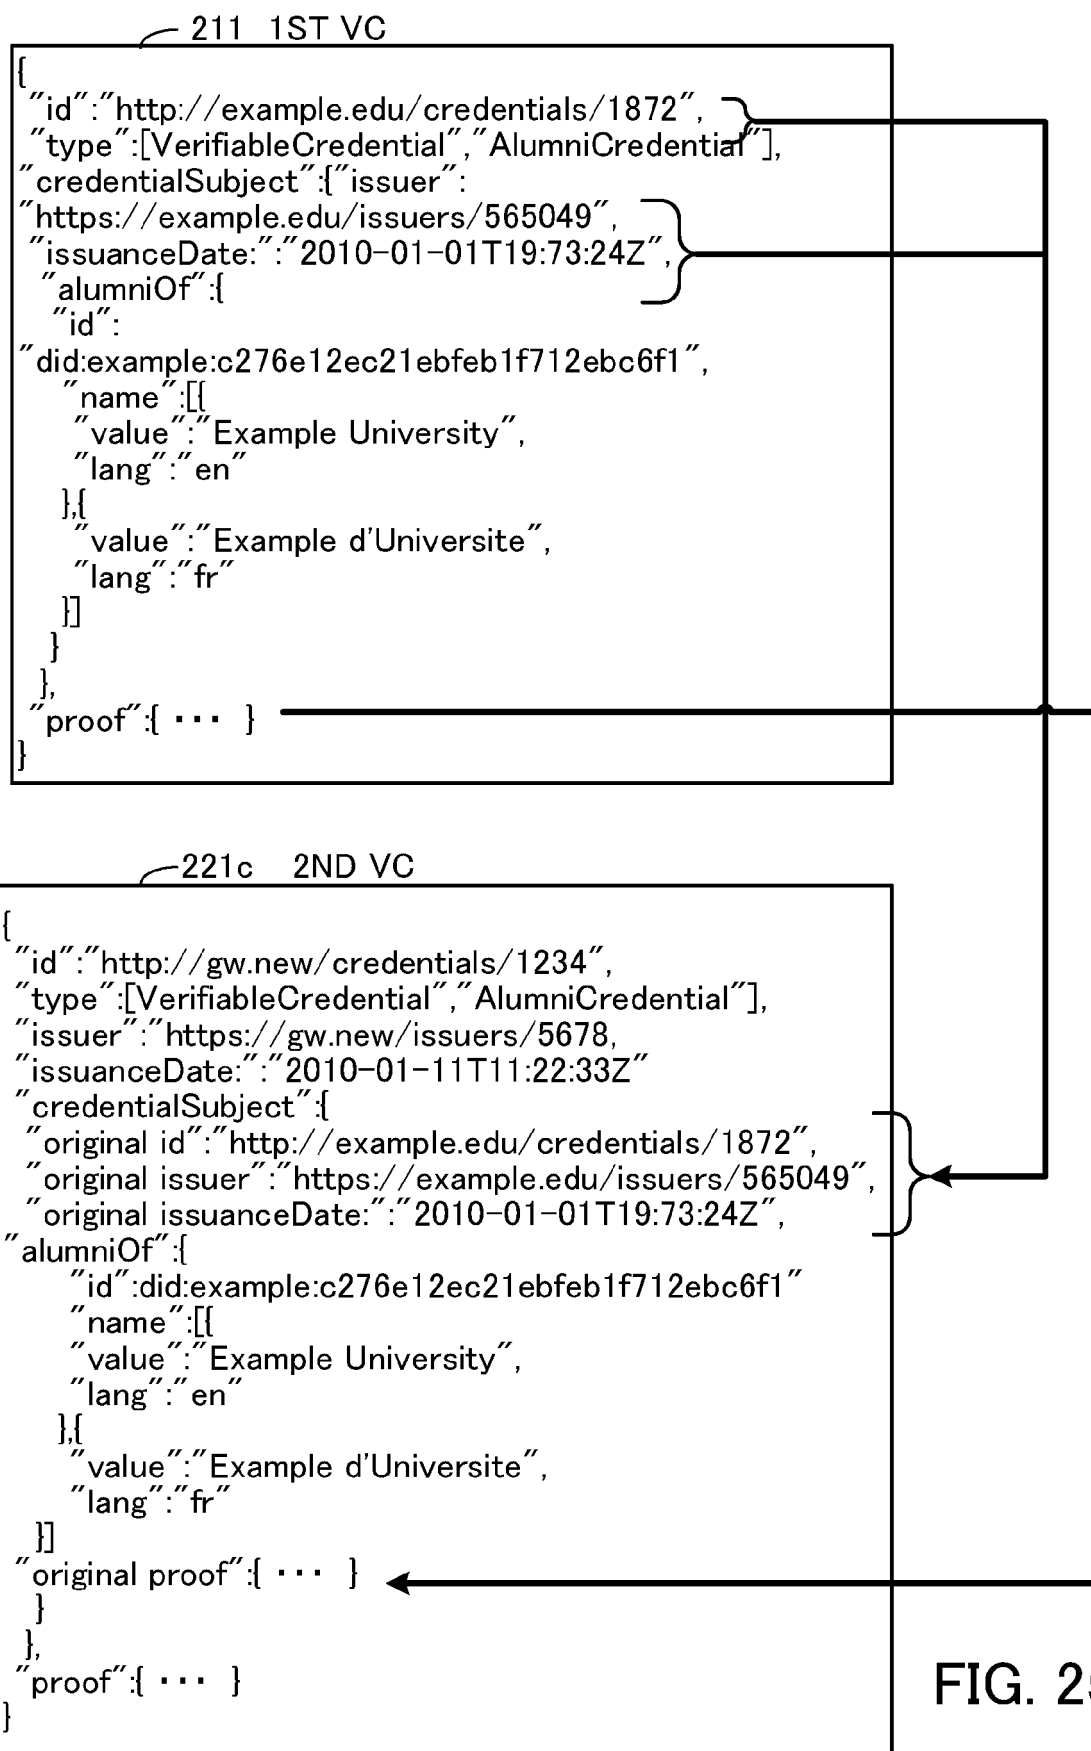 211 1ST VC
{
"id":"http://example.edu/credentials/1872",
"type":[VerifiableCredential","AlumniCredential"],
"credentialSubject":{"issuer":
"https://example.edu/issuers/565049",
"issuanceDate:":"2010-01-01T19:73:24Z",
"alumniOf":{
"id":
"did:example:c276e12ec21ebfeb1f712ebc6f1",
"name":[{
"value":"Example University",
"lang":"en"
},{
"value":"Example d'Universite",
"lang":"fr"
}]
}
},
"proof":{ ··· }
}
221c 2ND VC
{
"id":"http://gw.new/credentials/1234",
"type":[VerifiableCredential","AlumniCredential"],
"issuer":"https://gw.new/issuers/5678,
"issuanceDate:":"2010-01-11T11:22:33Z"
"credentialSubject":{
"original id":"http://example.edu/credentials/1872",
"original issuer":"https://example.edu/issuers/565049",
"original issuanceDate:":"2010-01-01T19:73:24Z",
"alumniOf":{
"id":did:example:c276e12ec21ebfeb1f712ebc6f1"
"name":[{
"value":"Example University",
"lang":"en"
},{
"value":"Example d'Universite",
"lang":"fr"
}]
"original proof":{ ··· }
}
},
"proof":{ ··· }
}
FIG.